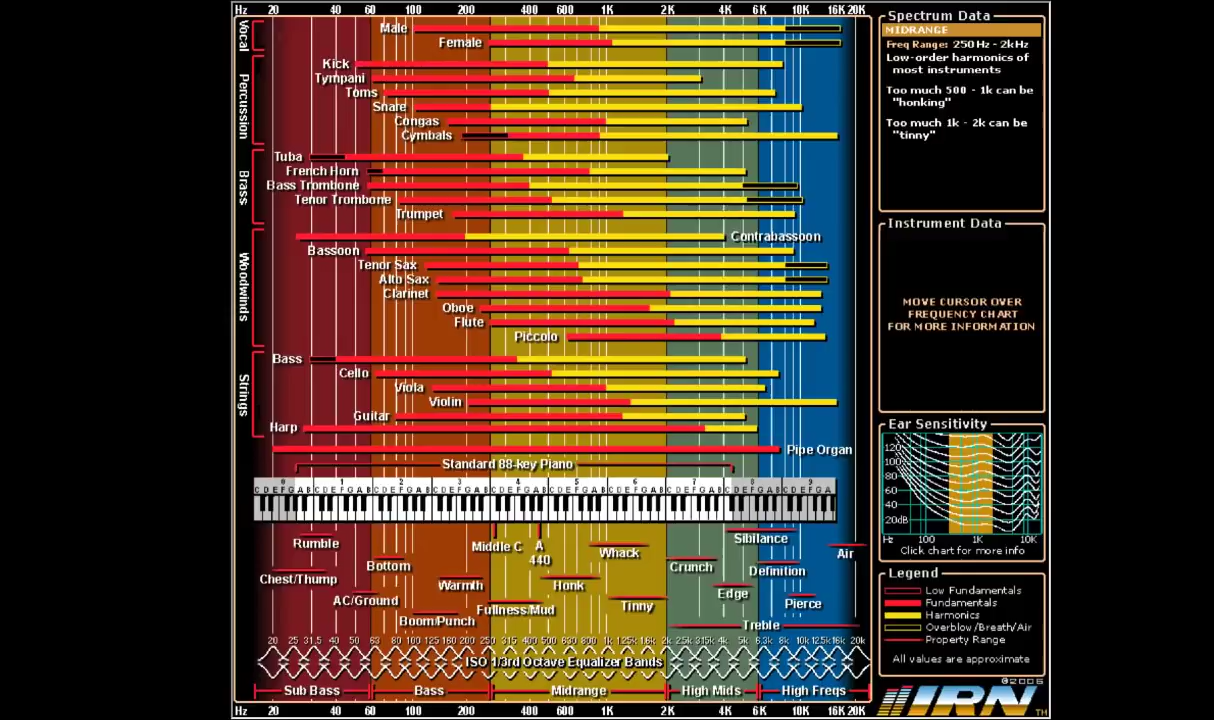 Hz 20 40 60 100 200 400 600 1K 2K 4K 6K 10K 16K 20K
Vocal
Male
Female
Percussion
Kick
Tympani
Toms
Snare
Congas
Cymbals
Brass
Tuba
French Horn
Bass Trombone
Tenor Trombone
Trumpet
Woodwinds
Contrabassoon
Bassoon
Tenor Sax
Alto Sax
Clarinet
Oboe
Flute
Piccolo
Strings
Bass
Cello
Viola
Violin
Guitar
Harp
Pipe Organ
Standard 88-key Piano
0 1 2 3 4 5 6 7 8 9
C D E F G A B C D E F G A B C D E F G A B C D E F G A B C D E F G A B C D E F G A B C D E F G A B C D E F G A B C D E F G A B C D E F G A
Middle C
A
440
Rumble
Whack
Sibilance
Air
Bottom
Crunch
Definition
Chest/Thump
Warmth
Honk
Edge
AC/Ground
Fullness/Mud
Tinny
Pierce
Boom/Punch
Treble
20 25 31.5 40 50 63 80 100 125 160 200 250 315 400 500 630 800 1k 1.25k 1.6k 2k 2.5k 3.15k 4k 5k 6.3k 8k 10k 12.5k 16k 20k
ISO 1/3rd Octave Equalizer Bands
Sub Bass Bass Midrange High Mids High Freqs
Hz 20 40 60 100 200 400 600 1K 2K 4K 6K 10K 16K 20K
Spectrum Data
MIDRANGE
Freq Range: 250 Hz - 2kHz
Low-order harmonics of
most instruments
Too much 500 - 1k can be
"honking"
Too much 1k - 2k can be
"tinny"
Instrument Data
MOVE CURSOR OVER
FREQUENCY CHART
FOR MORE INFORMATION
Ear Sensitivity
120
100
80
60
40
20dB
Hz 100 1K 10K
Click chart for more info
Legend
Low Fundamentals
Fundamentals
Harmonics
Overblow/Breath/Air
Property Range
All values are approximate
©2006
IRN
TM